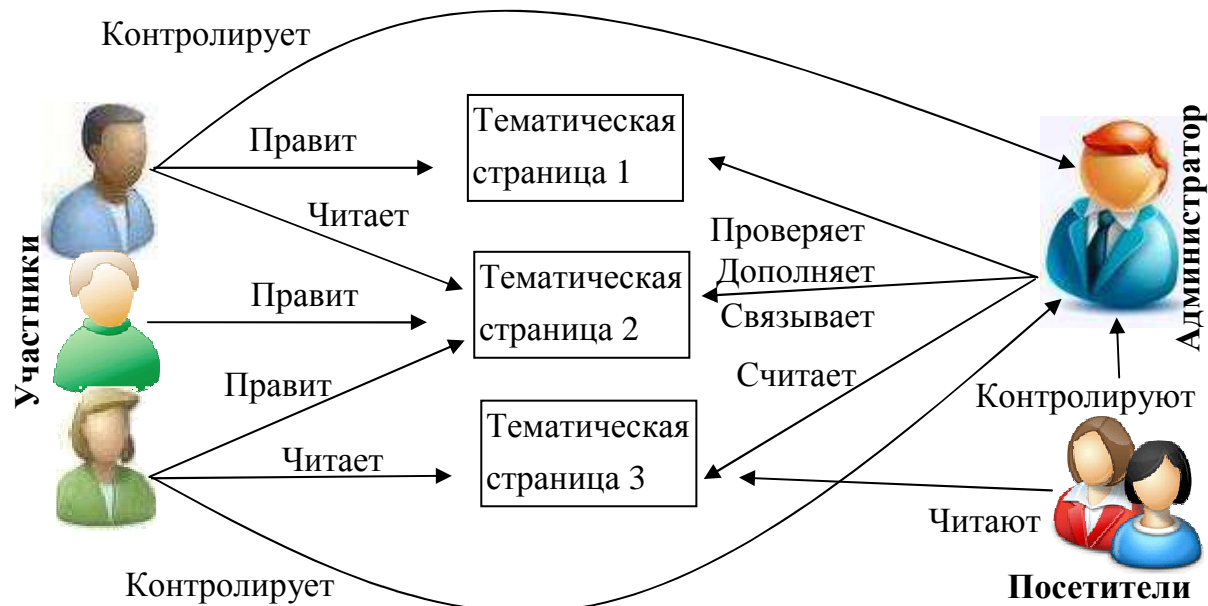 Контролирует
Тематическая
страница 1
Правит
Читает
Проверяет
Дополняет
Связывает
Тематическая
страница 2
Правит
Участники
Администратор
Правит
Считает
Контролируют
Тематическая
страница 3
Читает
Читают
Контролирует
Посетители